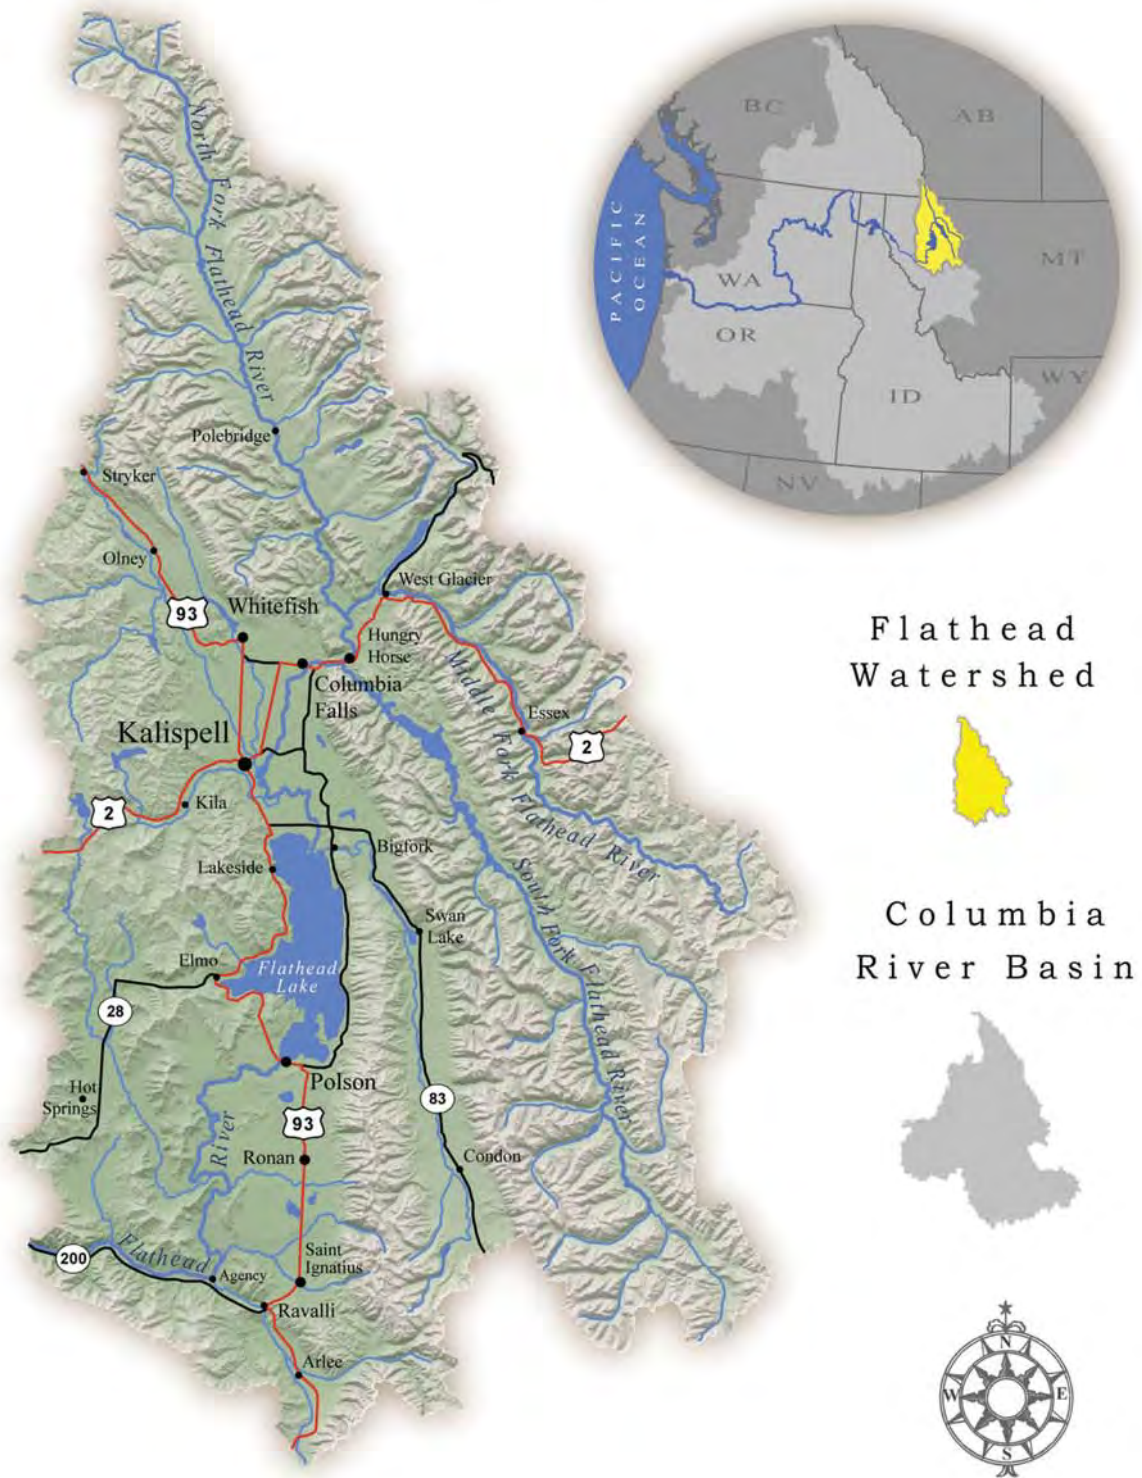 North Fork Flathead River
Polebridge
Stryker
Olney
93
Whitefish
West Glacier
Hungry
Horse
Columbia
Falls
Middle Fork Flathead River
Essex
2
Kalispell
2
Kila
Lakeside
Bigfork
Swan
Lake
South Fork Flathead River
Elmo
Flathead
Lake
28
Hot
Springs
Polson
83
93
River
Ronan
Condon
Flathead
200
Saint
Ignatius
Agency
Ravalli
Arlee
BC
AB
PACIFIC
OCEAN
WA
MT
OR
ID
WY
NV
Flathead
Watershed
Columbia
River Basin
N
W
E
S